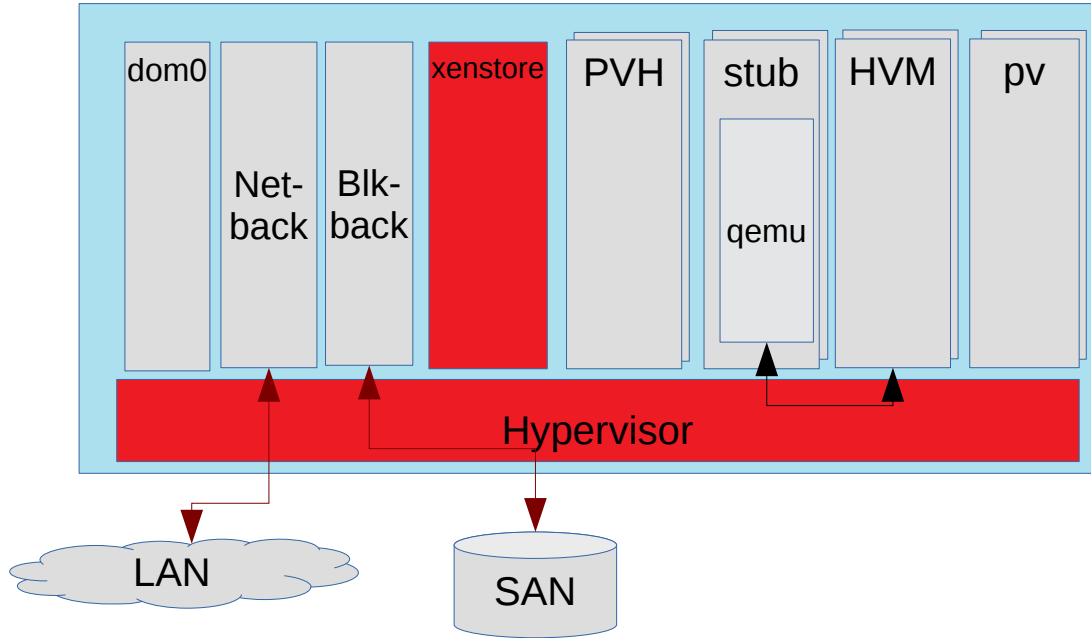 dom0
Net-
back
Blk-
back
xenstore
PVH
stub
qemu
HVM
pv
Hypervisor
LAN
SAN